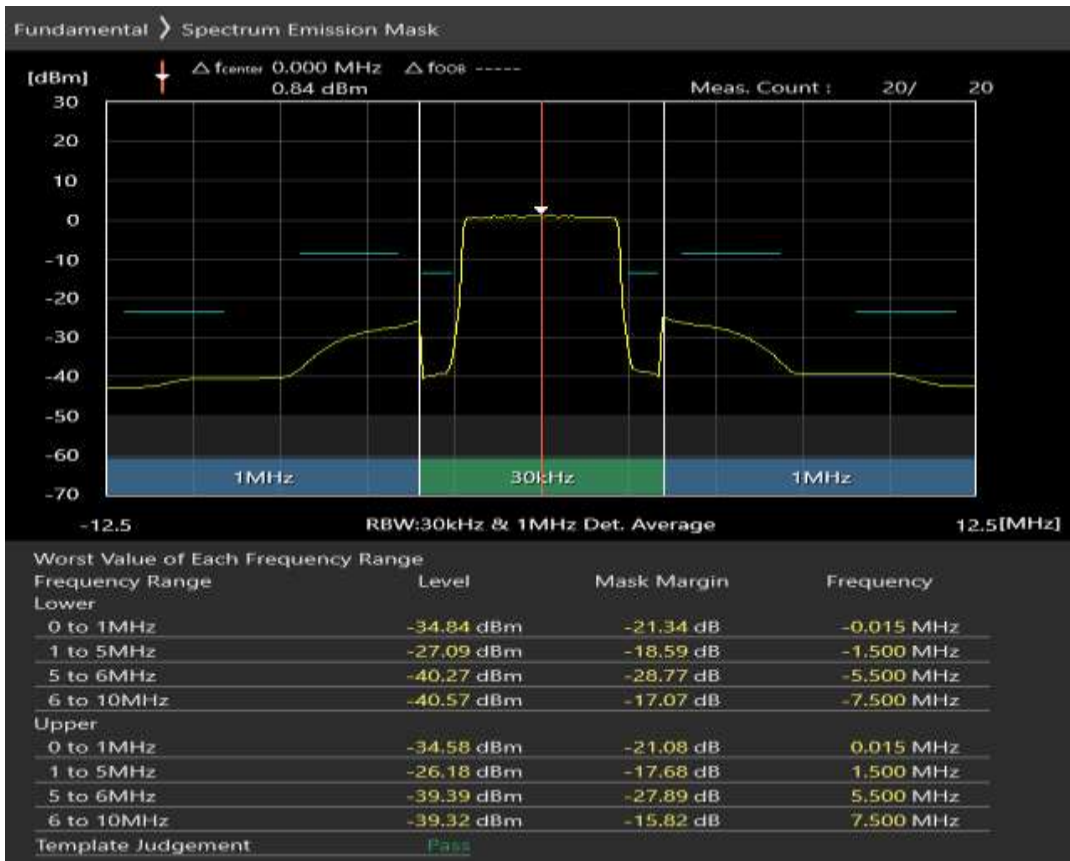 Fundamental ❭ Spectrum Emission Mask
[dBm] △ fcenter 0.000 MHz △ fOOB -----
0.84 dBm Meas. Count : 20/ 20
30
20
10
0
-10
-20
-30
-40
-50
-60
1MHz 30kHz 1MHz
-70
-12.5 RBW:30kHz & 1MHz Det. Average 12.5[MHz]
Worst Value of Each Frequency Range
Frequency Range Level Mask Margin Frequency
Lower
0 to 1MHz -34.84 dBm -21.34 dB -0.015 MHz
1 to 5MHz -27.09 dBm -18.59 dB -1.500 MHz
5 to 6MHz -40.27 dBm -28.77 dB -5.500 MHz
6 to 10MHz -40.57 dBm -17.07 dB -7.500 MHz
Upper
0 to 1MHz -34.58 dBm -21.08 dB 0.015 MHz
1 to 5MHz -26.18 dBm -17.68 dB 1.500 MHz
5 to 6MHz -39.39 dBm -27.89 dB 5.500 MHz
6 to 10MHz -39.32 dBm -15.82 dB 7.500 MHz
Template Judgement Pass